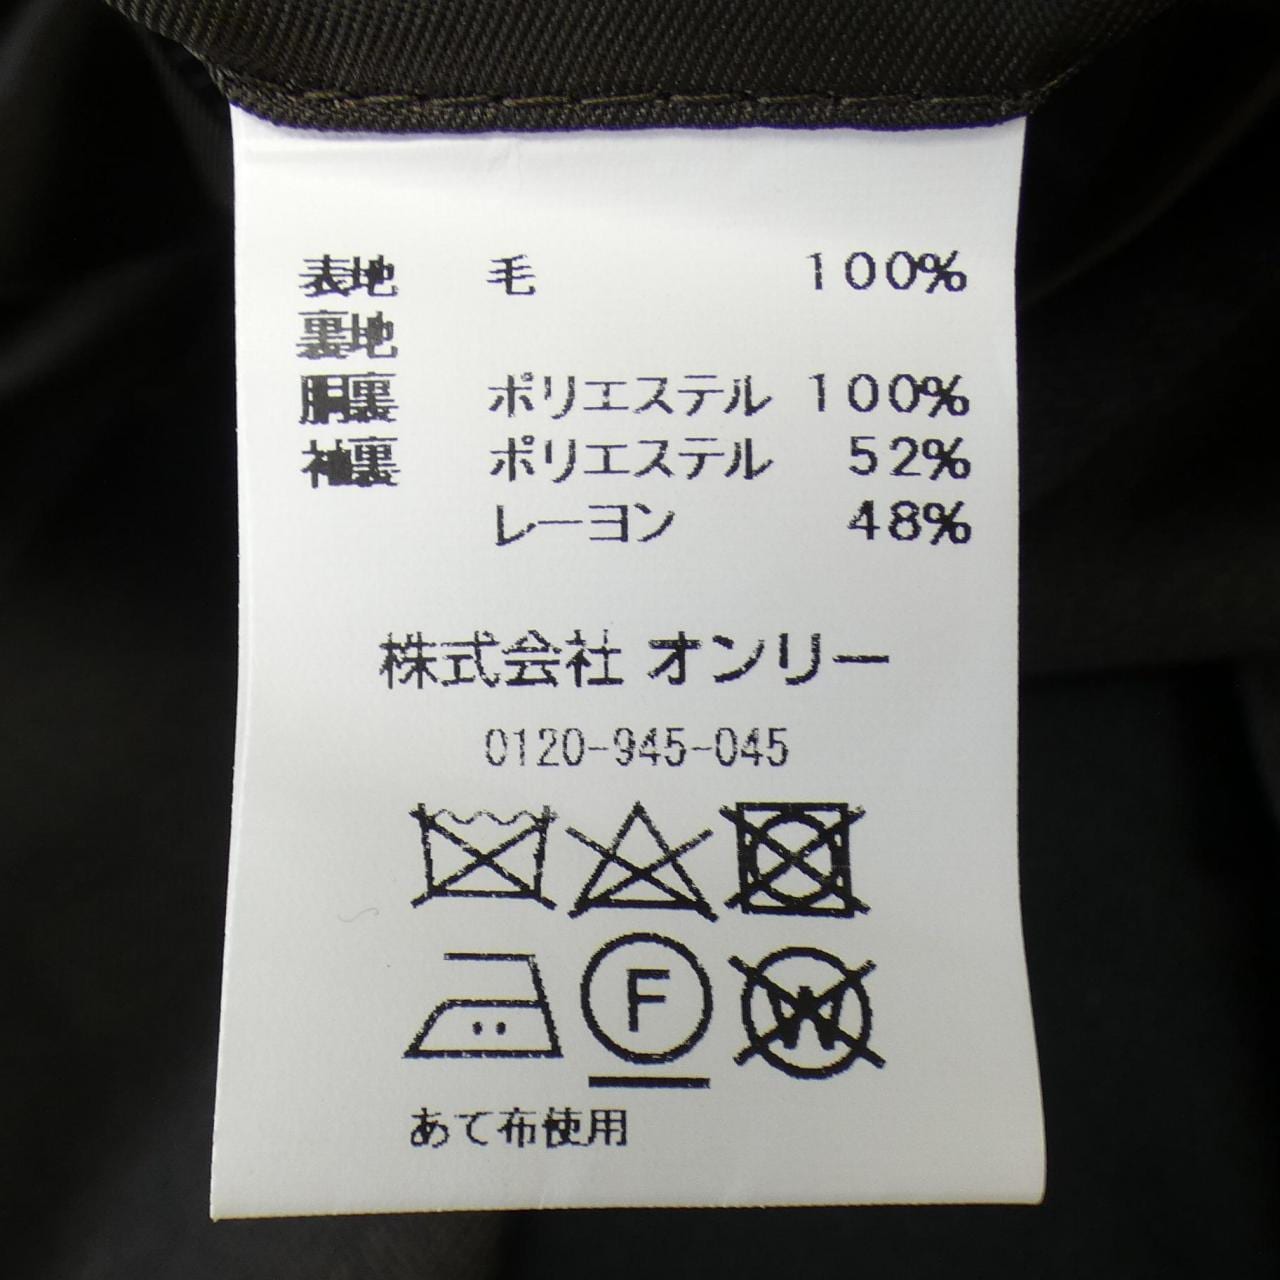 表地 毛 100%
裏地
胴裏 ポリエステル 100%
袖裏 ポリエステル 52%
レーヨン 48%
株式会社 オンリー
0120-945-045
F W
あて布使用